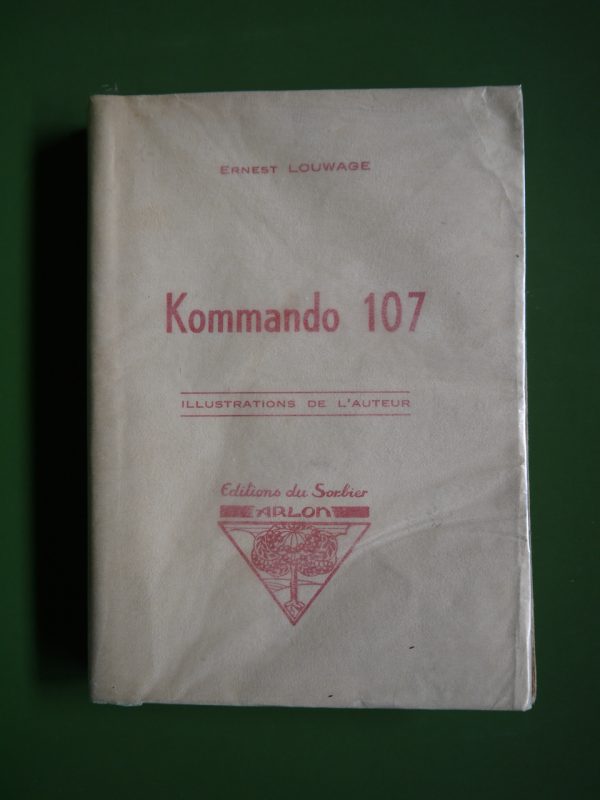 ERNEST LOUWAGE
Kommando 107
ILLUSTRATIONS DE L'AUTEUR
Editions du Sorbier
ARLON